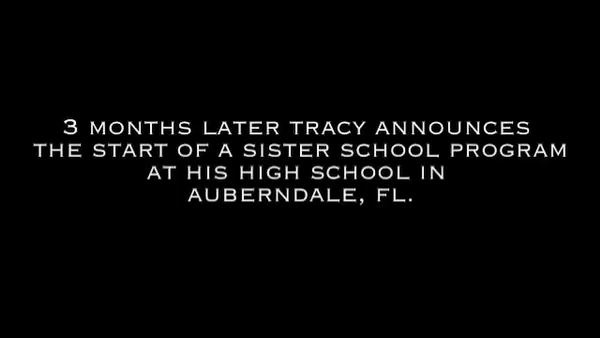 3 MONTHS LATER TRACY ANNOUNCES
THE START OF A SISTER SCHOOL PROGRAM
AT HIS HIGH SCHOOL IN
AUBERNDALE, FL.